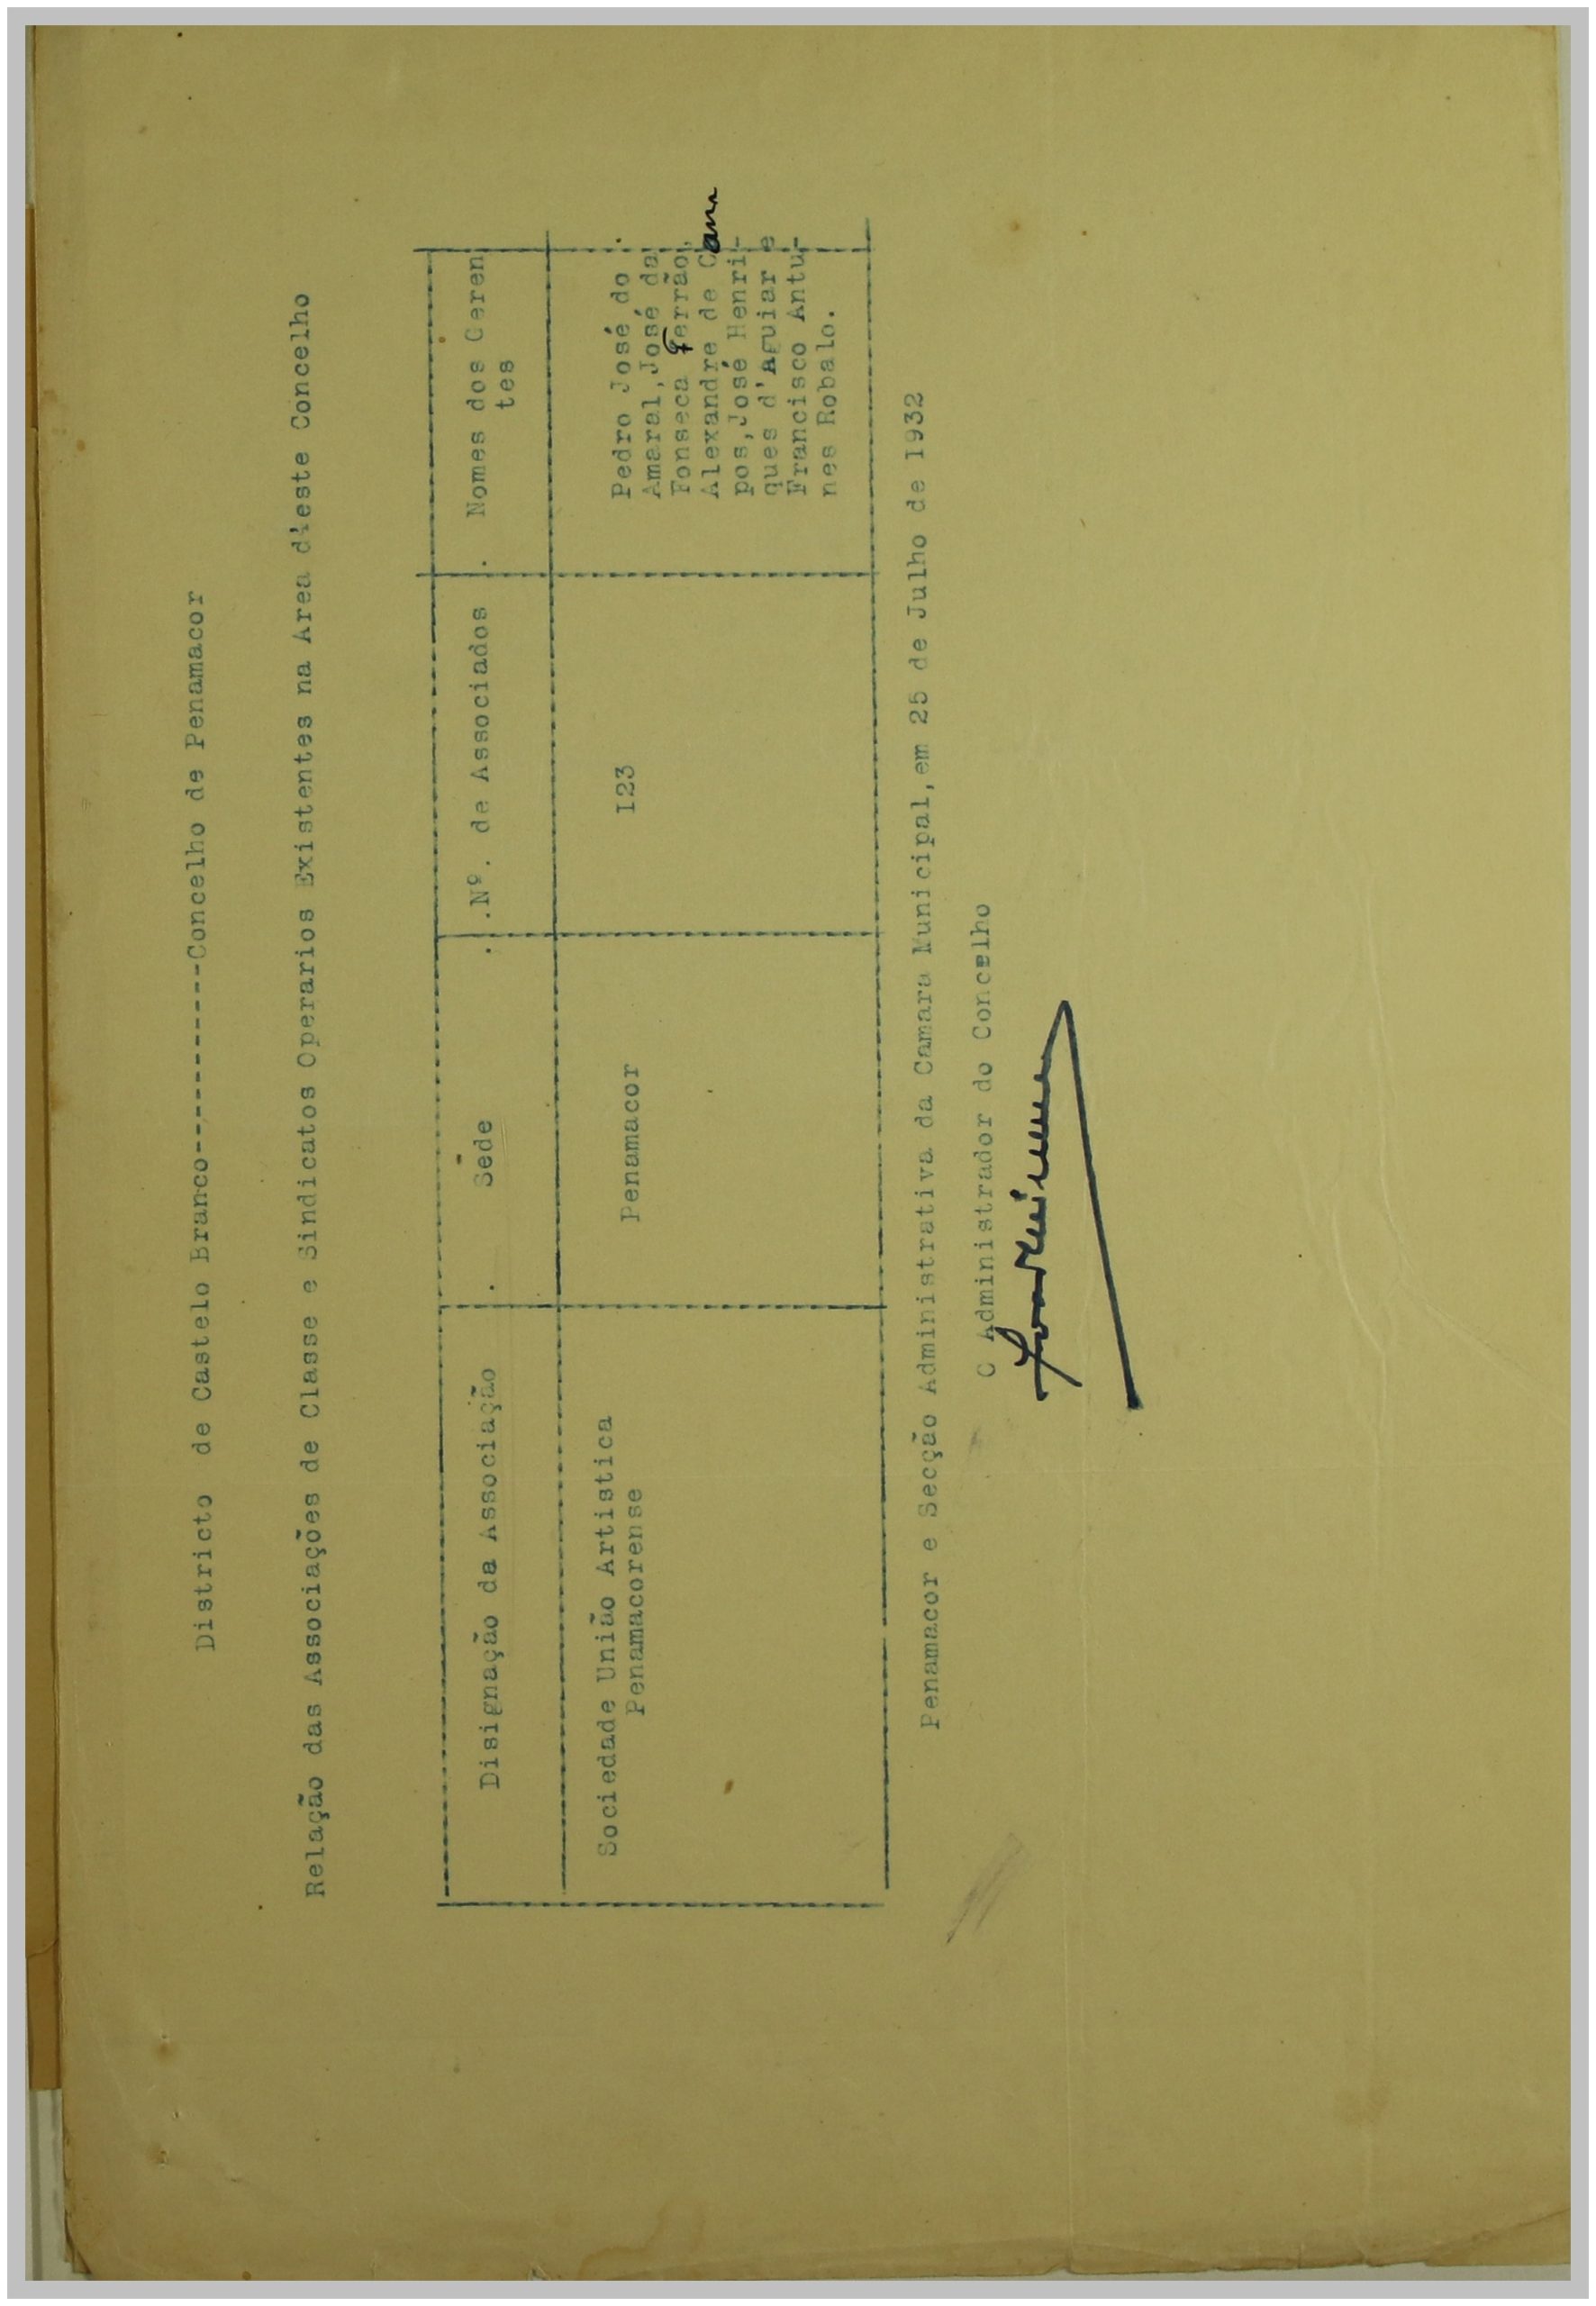 Districto de Castelo Branco-----------Concelho de Penamacor
Relação das Associações de Classe e Sindicatos Operarios Existentes na Area d'este Concelho
Disignação da Associação . Séde . .Nº. de Associados . Nomes dos Geren
tes
Sociedade União Artistica
Penamacorense
Penamacor
I23
Pedro José do
Amaral,José da
Fonseca Ferrão,
Alexandre de Cam
pos,José Henri-
ques d'Aguiar e
Francisco Antu-
nes Robalo.
Penamacor e Secção Administrativa da Camara Municipal,em 25 de Julho de 1932
O Administrador do Concelho